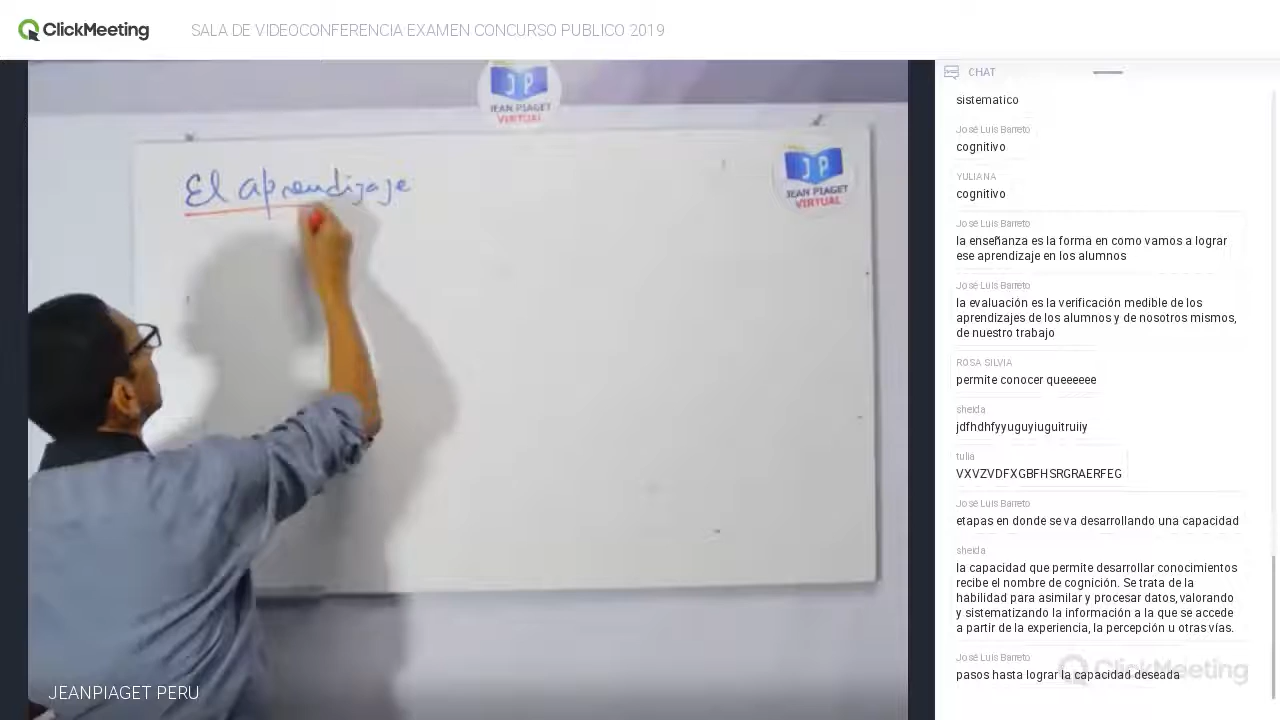 ClickMeeting
SALA DE VIDEOCONFERENCIA EXAMEN CONCURSO PUBLICO 2019
JP
JEAN PIAGET
VIRTUAL
El aprendizaje
JP
JEAN PIAGET
VIRTUAL
JEANPIAGET PERU
CHAT
sistematico
José Luis Barreto
cognitivo
YULIANA
cognitivo
José Luis Barreto
la enseñanza es la forma en como vamos a lograr
ese aprendizaje en los alumnos
José Luis Barreto
la evaluación es la verificación medible de los
aprendizajes de los alumnos y de nosotros mismos,
de nuestro trabajo
ROSA SILVIA
permite conocer queeeeee
sheida
jdfhdhfyyuguyiuguitruiiy
tulia
VXVZVDFXGBFHSRGRAERFEG
José Luis Barreto
etapas en donde se va desarrollando una capacidad
sheida
la capacidad que permite desarrollar conocimientos
recibe el nombre de cognición. Se trata de la
habilidad para asimilar y procesar datos, valorando
y sistematizando la información a la que se accede
a partir de la experiencia, la percepción u otras vías.
José Luis Barreto
pasos hasta lograr la capacidad deseada
ClickMeeting